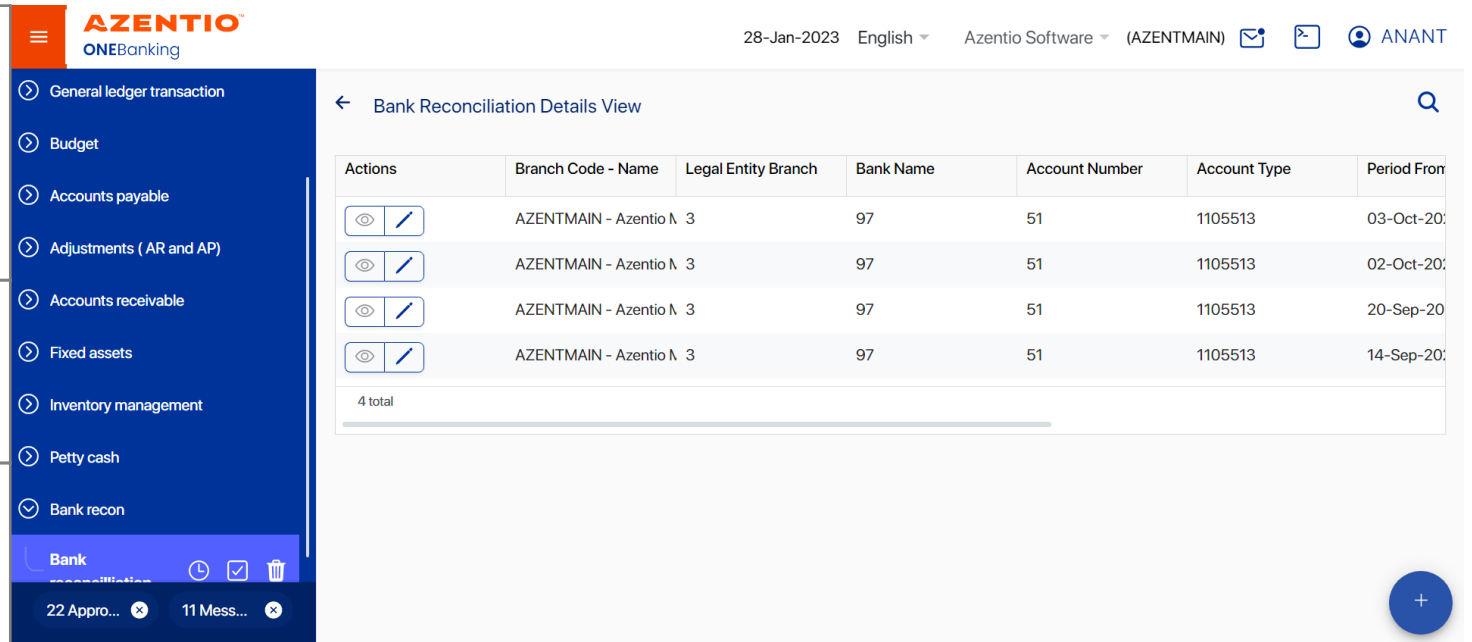 AZENTIO™
ONEBanking
28-Jan-2023 English Azentio Software (AZENTMAIN) ANANT
General ledger transaction
Budget
Accounts payable
Adjustments ( AR and AP)
Accounts receivable
Fixed assets
Inventory management
Petty cash
Bank recon
Bank
22 Appro... 11 Mess...
Bank Reconciliation Details View
Actions Branch Code - Name Legal Entity Branch Bank Name Account Number Account Type Period From
AZENTMAIN - Azentio 3 97 51 1105513 03-Oct-202
AZENTMAIN - Azentio 3 97 51 1105513 02-Oct-202
AZENTMAIN - Azentio 3 97 51 1105513 20-Sep-20
AZENTMAIN - Azentio 3 97 51 1105513 14-Sep-202
4 total